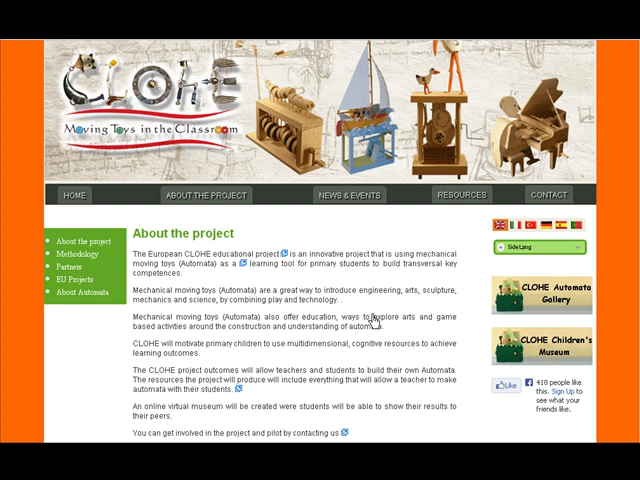 CLOHE
Moving Toys in the Classroom
HOME
ABOUT THE PROJECT
NEWS & EVENTS
RESOURCES
CONTACT
About the project
Methodology
Partners
EU Projects
About Automata
About the project
The European CLOHE educational project is an innovative project that is using mechanical
moving toys (Automata) as a learning tool for primary students to build transversal key
competences.
Mechanical moving toys (Automata) are a great way to introduce engineering, arts, sculpture,
mechanics and science, by combining play and technology. .
Mechanical moving toys (Automata) also offer education, ways to explore arts and game
based activities around the construction and understanding of automata.
CLOHE will motivate primary children to use multidimensional, cognitive resources to achieve
learning outcomes.
The CLOHE project outcomes will allow teachers and students to build their own Automata.
The resources the project will produce will include everything that will allow a teacher to make
automata with their students.
An online virtual museum will be created were students will be able to show their results to
their peers.
You can get involved in the project and pilot by contacting us
Side Lang
CLOHE Automata
Gallery
CLOHE Children's
Museum
Like
418 people like
this. Sign Up to
see what your
friends like.